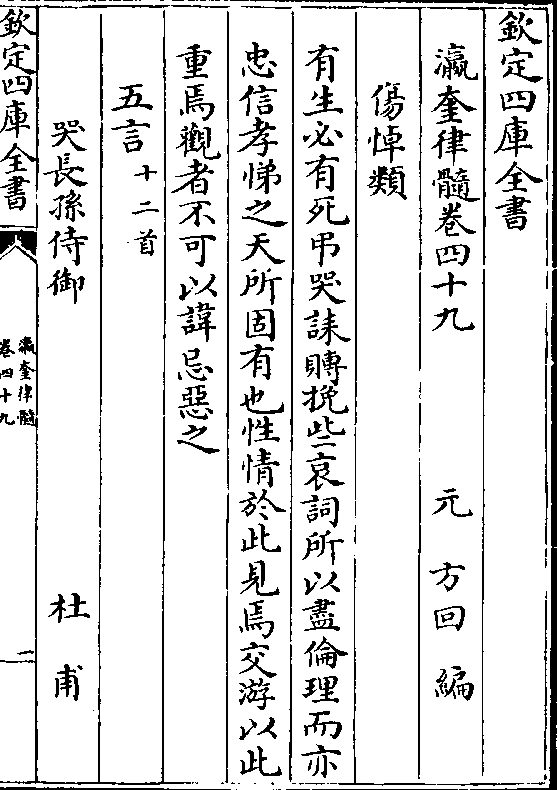 欽定四庫全書
瀛奎律髓卷四十九 元 方回 編
傷悼類
有生必有死弔哭誄賻挽些哀詞所以盡倫理而亦
忠信孝悌之天所固有也性情於此見焉交游以此
重焉觀者不可以諱忌惡之
五言十二首
哭長孫侍御 杜甫
欽定四庫全書
瀛奎律髓
卷四十九
二